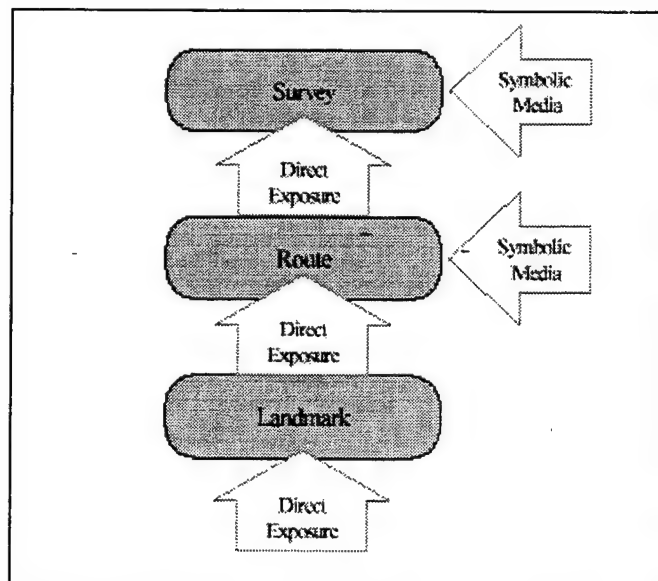 Survey
Symbolic
Media
Direct
Exposure
Route
Symbolic
Media
Direct
Exposure
Landmark
Direct
Exposure